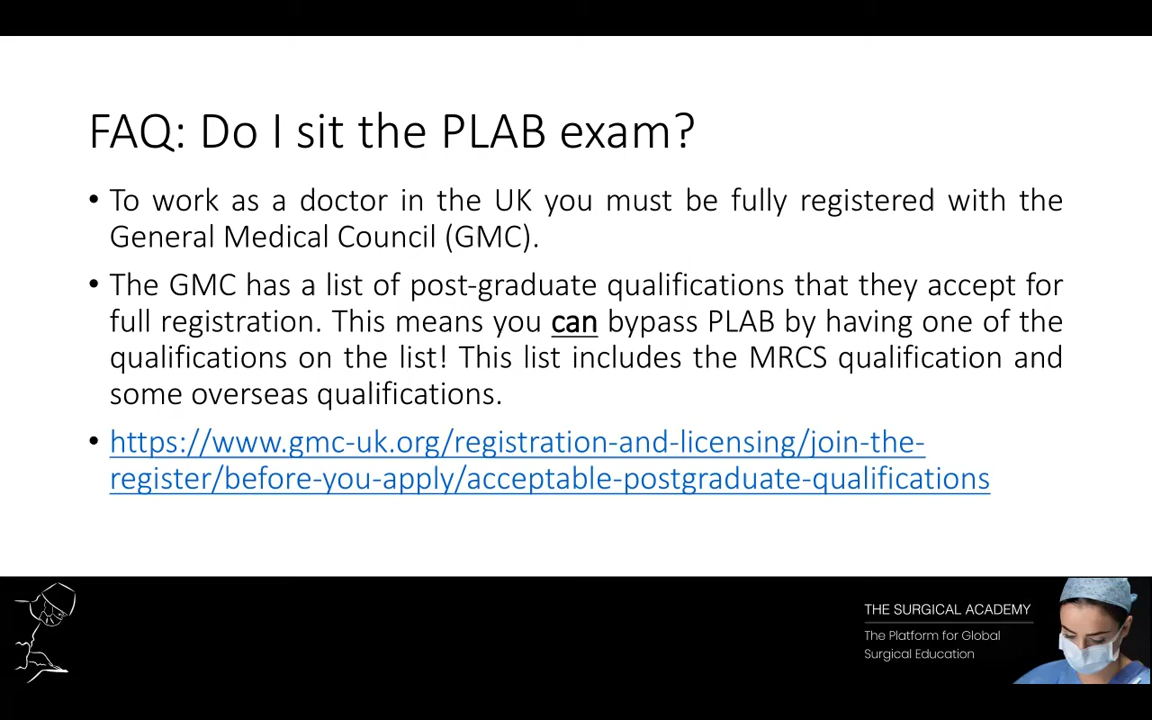 FAQ: Do I sit the PLAB exam?
• To work as a doctor in the UK you must be fully registered with the
General Medical Council (GMC).
• The GMC has a list of post-graduate qualifications that they accept for
full registration. This means you can bypass PLAB by having one of the
qualifications on the list! This list includes the MRCS qualification and
some overseas qualifications.
• https://www.gmc-uk.org/registration-and-licensing/join-the-
register/before-you-apply/acceptable-postgraduate-qualifications
THE SURGICAL ACADEMY
The Platform for Global
Surgical Education